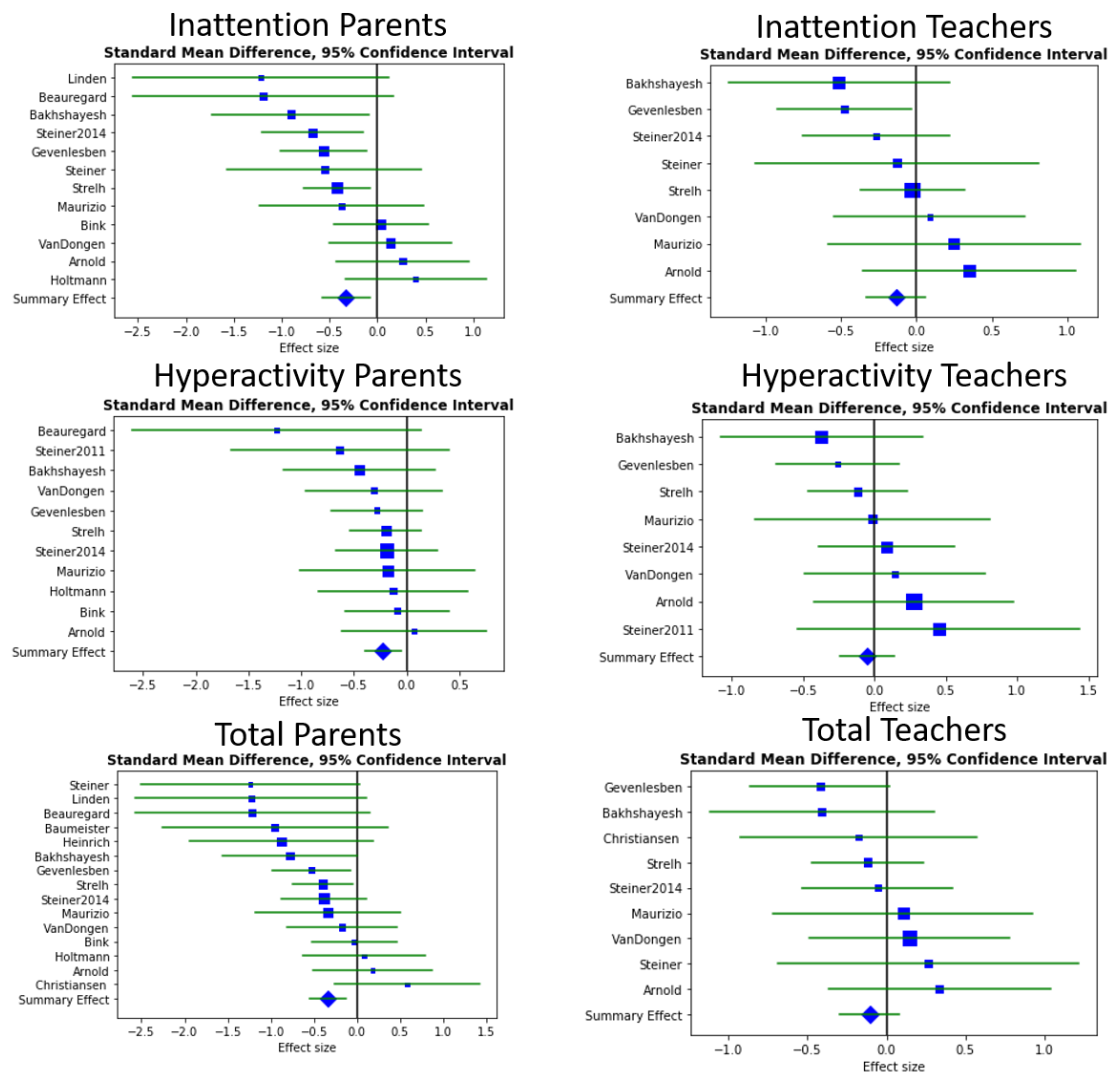 Inattention Parents
Standard Mean Difference, 95% Confidence Interval
Linden
Beauregard
Bakhshayesh
Steiner2014
Gevenlesben
Steiner
Strelh
Maurizio
Bink
VanDongen
Arnold
Holtmann
Summary Effect
−2.5 −2.0 −1.5 −1.0 −0.5 0.0 0.5 1.0
Effect size
Inattention Teachers
Standard Mean Difference, 95% Confidence Interval
Bakhshayesh
Gevenlesben
Steiner2014
Steiner
Strelh
VanDongen
Maurizio
Arnold
Summary Effect
−1.0 −0.5 0.0 0.5 1.0
Effect size
Hyperactivity Parents
Standard Mean Difference, 95% Confidence Interval
Beauregard
Steiner2011
Bakhshayesh
VanDongen
Gevenlesben
Strelh
Steiner2014
Maurizio
Holtmann
Bink
Arnold
Summary Effect
−2.5 −2.0 −1.5 −1.0 −0.5 0.0 0.5
Effect size
Hyperactivity Teachers
Standard Mean Difference, 95% Confidence Interval
Bakhshayesh
Gevenlesben
Strelh
Maurizio
Steiner2014
VanDongen
Arnold
Steiner2011
Summary Effect
−1.0 −0.5 0.0 0.5 1.0 1.5
Effect size
Total Parents
Standard Mean Difference, 95% Confidence Interval
Steiner
Linden
Beauregard
Baumeister
Heinrich
Bakhshayesh
Gevenlesben
Strelh
Steiner2014
Maurizio
VanDongen
Bink
Holtmann
Arnold
Christiansen
Summary Effect
−2.5 −2.0 −1.5 −1.0 −0.5 0.0 0.5 1.0 1.5
Effect size
Total Teachers
Standard Mean Difference, 95% Confidence Interval
Gevenlesben
Bakhshayesh
Christiansen
Strelh
Steiner2014
Maurizio
VanDongen
Steiner
Arnold
Summary Effect
−1.0 −0.5 0.0 0.5 1.0
Effect size